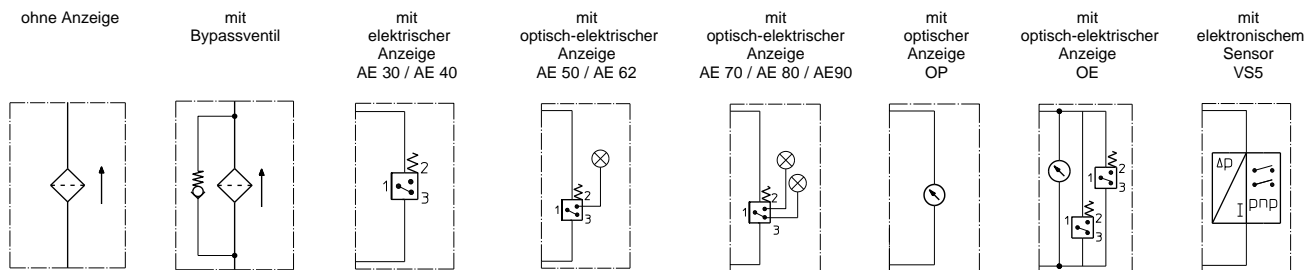 ohne Anzeige
mit
Bypassventil
mit
elektrischer
Anzeige
AE 30 / AE 40
mit
optisch-elektrischer
Anzeige
AE 50 / AE 62
mit
optisch-elektrischer
Anzeige
AE 70 / AE 80 / AE90
mit
optischer
Anzeige
OP
mit
optisch-elektrischer
Anzeige
OE
mit
elektronischem
Sensor
VS5
2
1
3
2
1
3
2
1
3
2
1
3
2
1
3
Δp
I
pnp